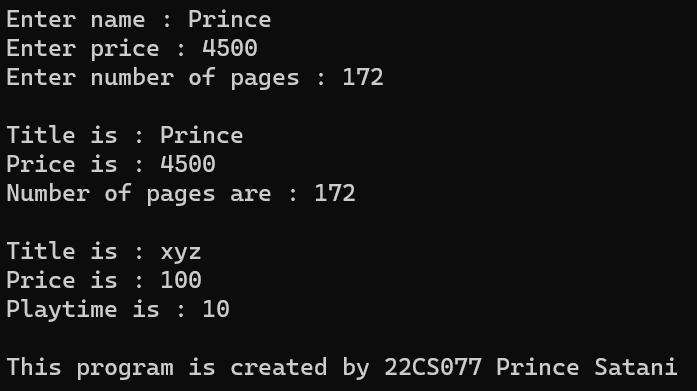 Enter name : Prince
Enter price : 4500
Enter number of pages : 172
Title is : Prince
Price is : 4500
Number of pages are : 172
Title is : xyz
Price is : 100
Playtime is : 10
This program is created by 22CS077 Prince Satani